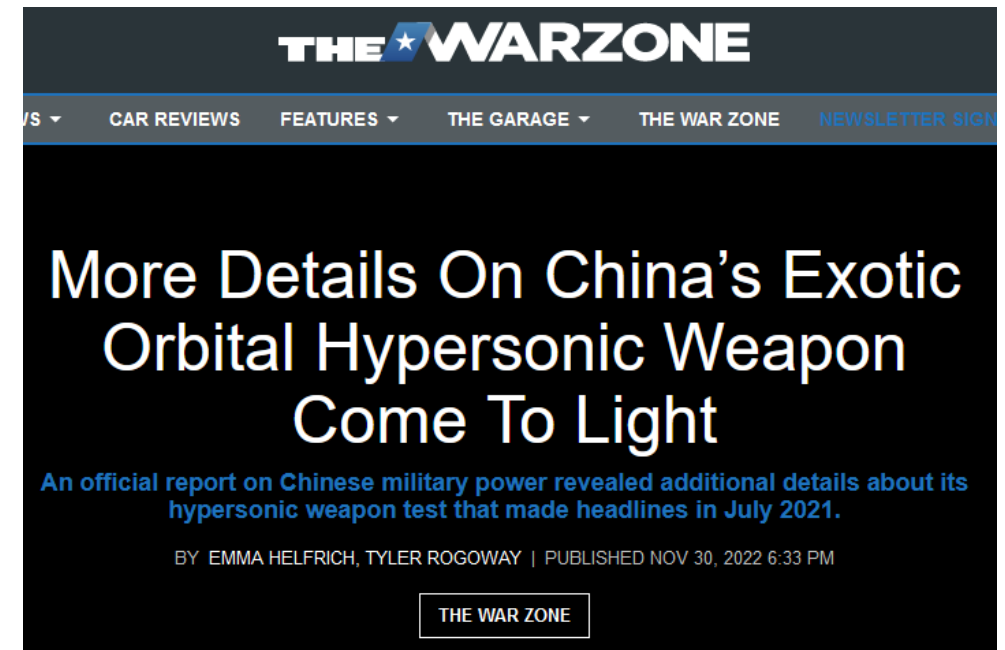 THE WARZONE
/S CAR REVIEWS FEATURES THE GARAGE THE WAR ZONE NEWSLETTER SIGN
More Details On China’s Exotic
Orbital Hypersonic Weapon
Come To Light
An official report on Chinese military power revealed additional details about its
hypersonic weapon test that made headlines in July 2021.
BY EMMA HELFRICH, TYLER ROGOWAY | PUBLISHED NOV 30, 2022 6:33 PM
THE WAR ZONE